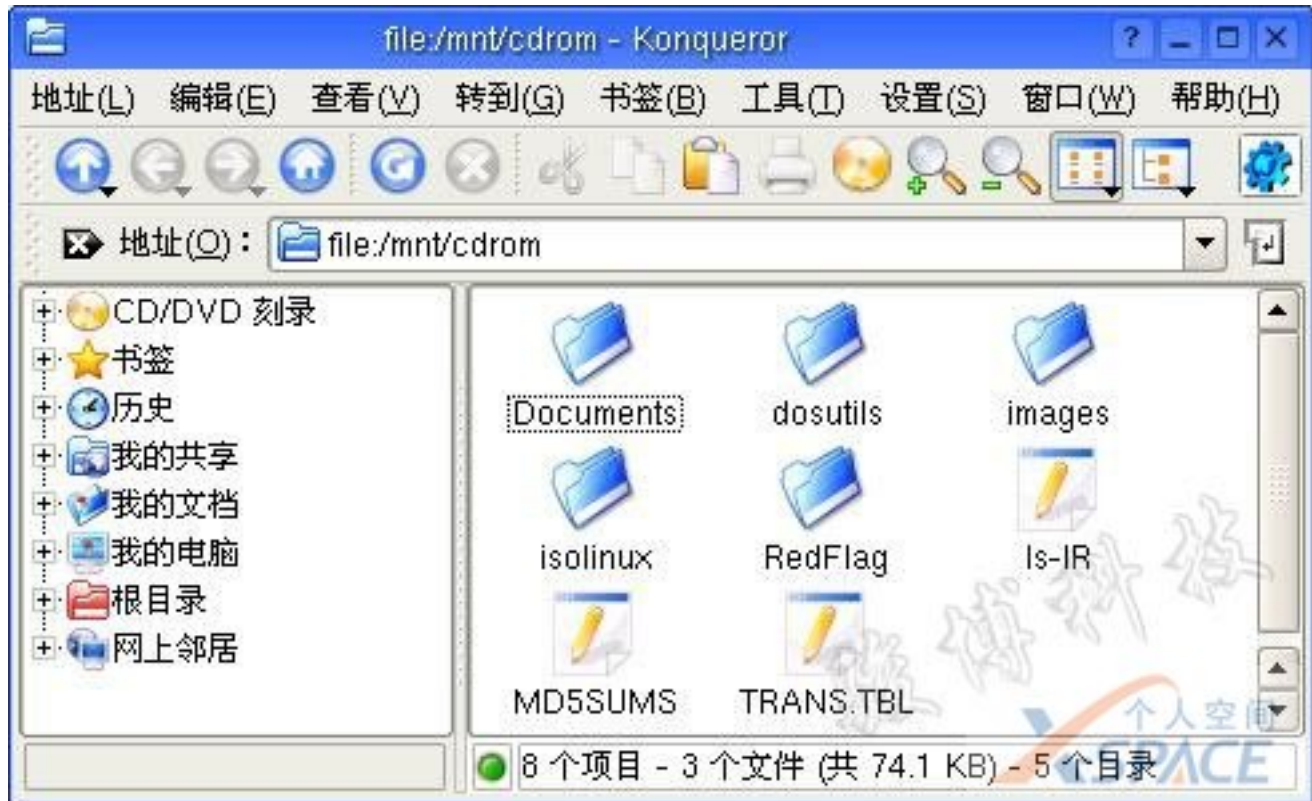 file:/mnt/cdrom - Konqueror
地址(L) 编辑(E) 查看(V) 转到(G) 书签(B) 工具(T) 设置(S) 窗口(W) 帮助(H)
地址(O): file:/mnt/cdrom
CD/DVD 刻录
书签
历史
我的共享
我的文档
我的电脑
根目录
网上邻居
Documents dosutils images
isolinux RedFlag ls-lR
MD5SUMS TRANS.TBL
个人空间
XSPACE
8 个项目 - 3 个文件 (共 74.1 KB) - 5 个目录